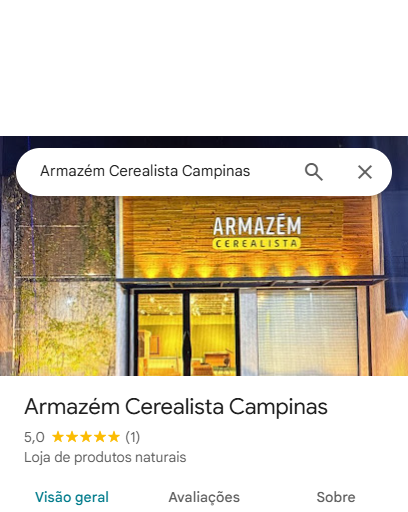 Armazém Cerealista Campinas
ARMAZÉM
CEREALISTA
Armazém Cerealista Campinas
5,0 (1)
Loja de produtos naturais
Visão geral Avaliações Sobre